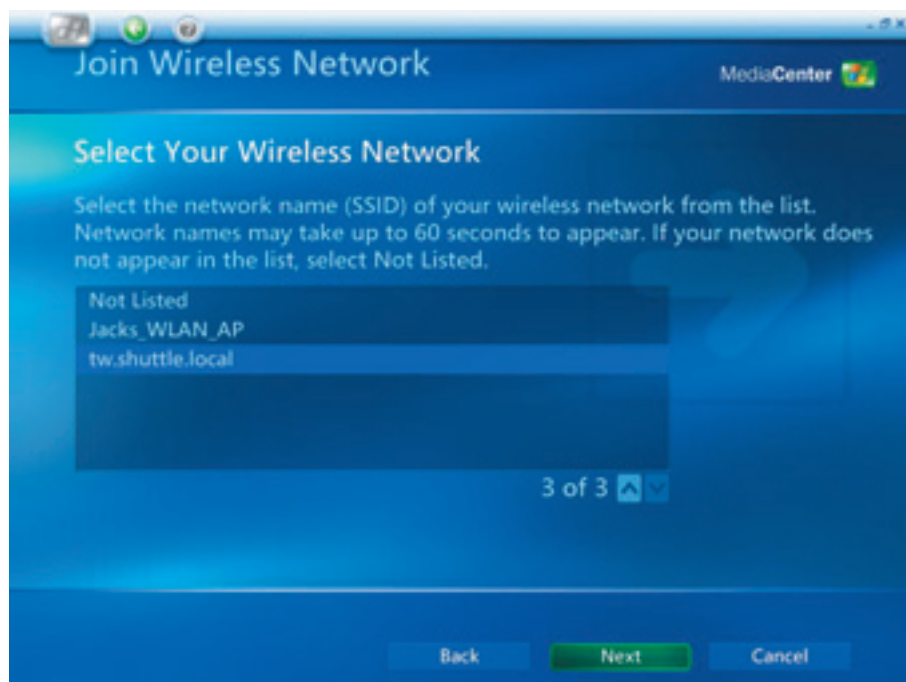 Join Wireless Network
MediaCenter
Select Your Wireless Network
Select the network name (SSID) of your wireless network from the list.
Network names may take up to 60 seconds to appear. If your network does
not appear in the list, select Not Listed.
Not Listed
Jacks_WLAN_AP
tw.shuttle.local
3 of 3
Back Next Cancel